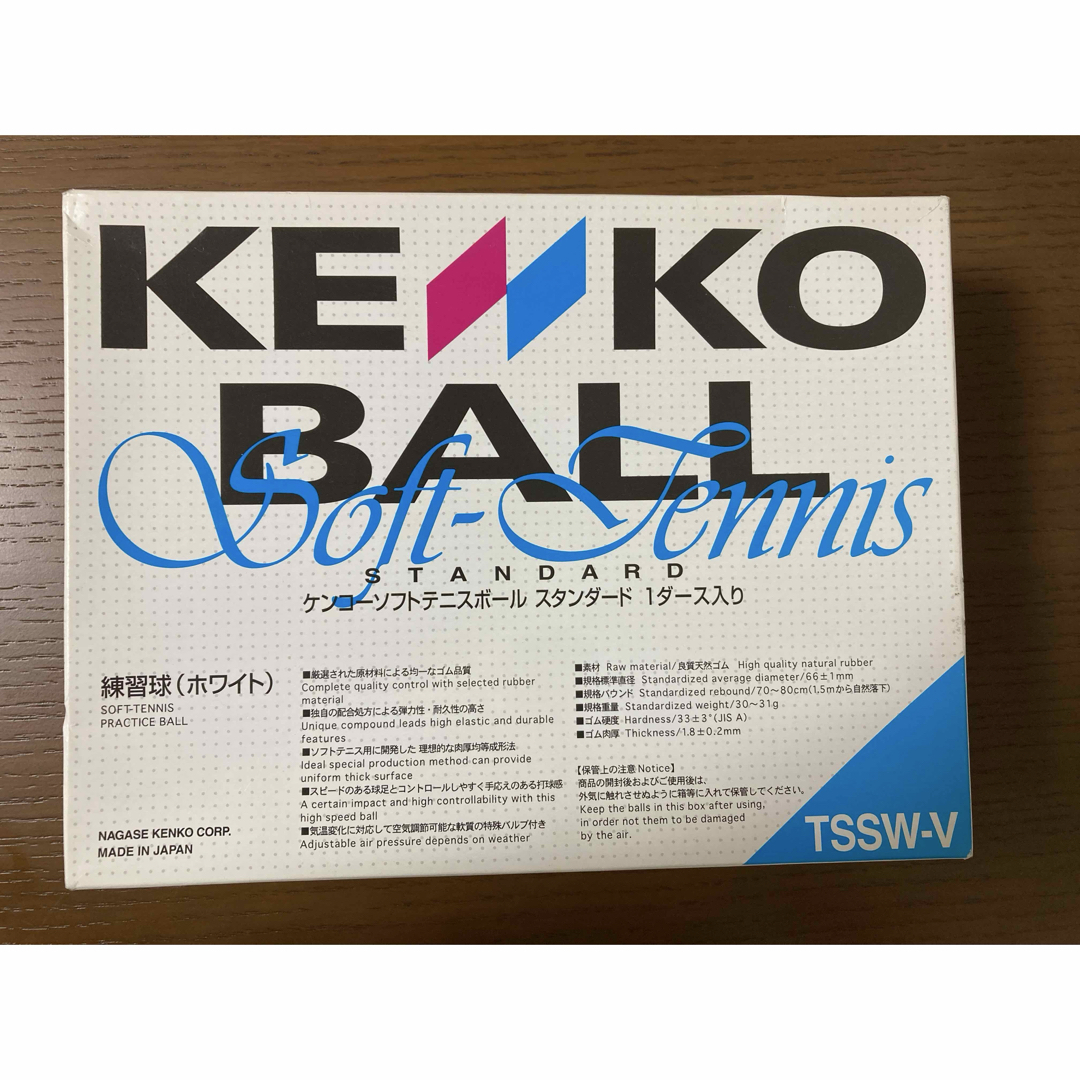 KENKO
BALL
Soft-Tennis
STANDARD
ケンコーソフトテニスボール スタンダード 1ダース入り
練習球(ホワイト)
SOFT-TENNIS
PRACTICE BALL
NAGASE KENKO CORP.
MADE IN JAPAN
■厳選された原材料による均一なゴム品質
Complete quality control with selected rubber
material
■独自の配合処方による弾力性・耐久性の高さ
Unique compound leads high elastic and durable
features
■ソフトテニス用に開発した 理想的な肉厚均等成形法
Ideal special production method can provide
uniform thick surface
■スピードのある球足とコントロールしやすく手応えのある打球感
A certain impact and high controllability with this
high speed ball
■気温変化に対応して空気調節可能な軟質の特殊バルブ付き
Adjustable air pressure depends on weather
■素材 Raw material/良質天然ゴム High quality natural rubber
■規格標準直径 Standardized average diameter/66±1mm
■規格バウンド Standardized rebound/70〜80cm(1.5mから自然落下)
■規格重量 Standardized weight/30〜31g
■ゴム硬度 Hardness/33±3°(JIS A)
■ゴム肉厚 Thickness/1.8±0.2mm
【保管上の注意 Notice】
商品の開封後およびご使用後は、
外気に触れさせぬように箱等に入れて保管してください。
Keep the balls in this box after using,
in order not them to be damaged
by the air.
TSSW-V